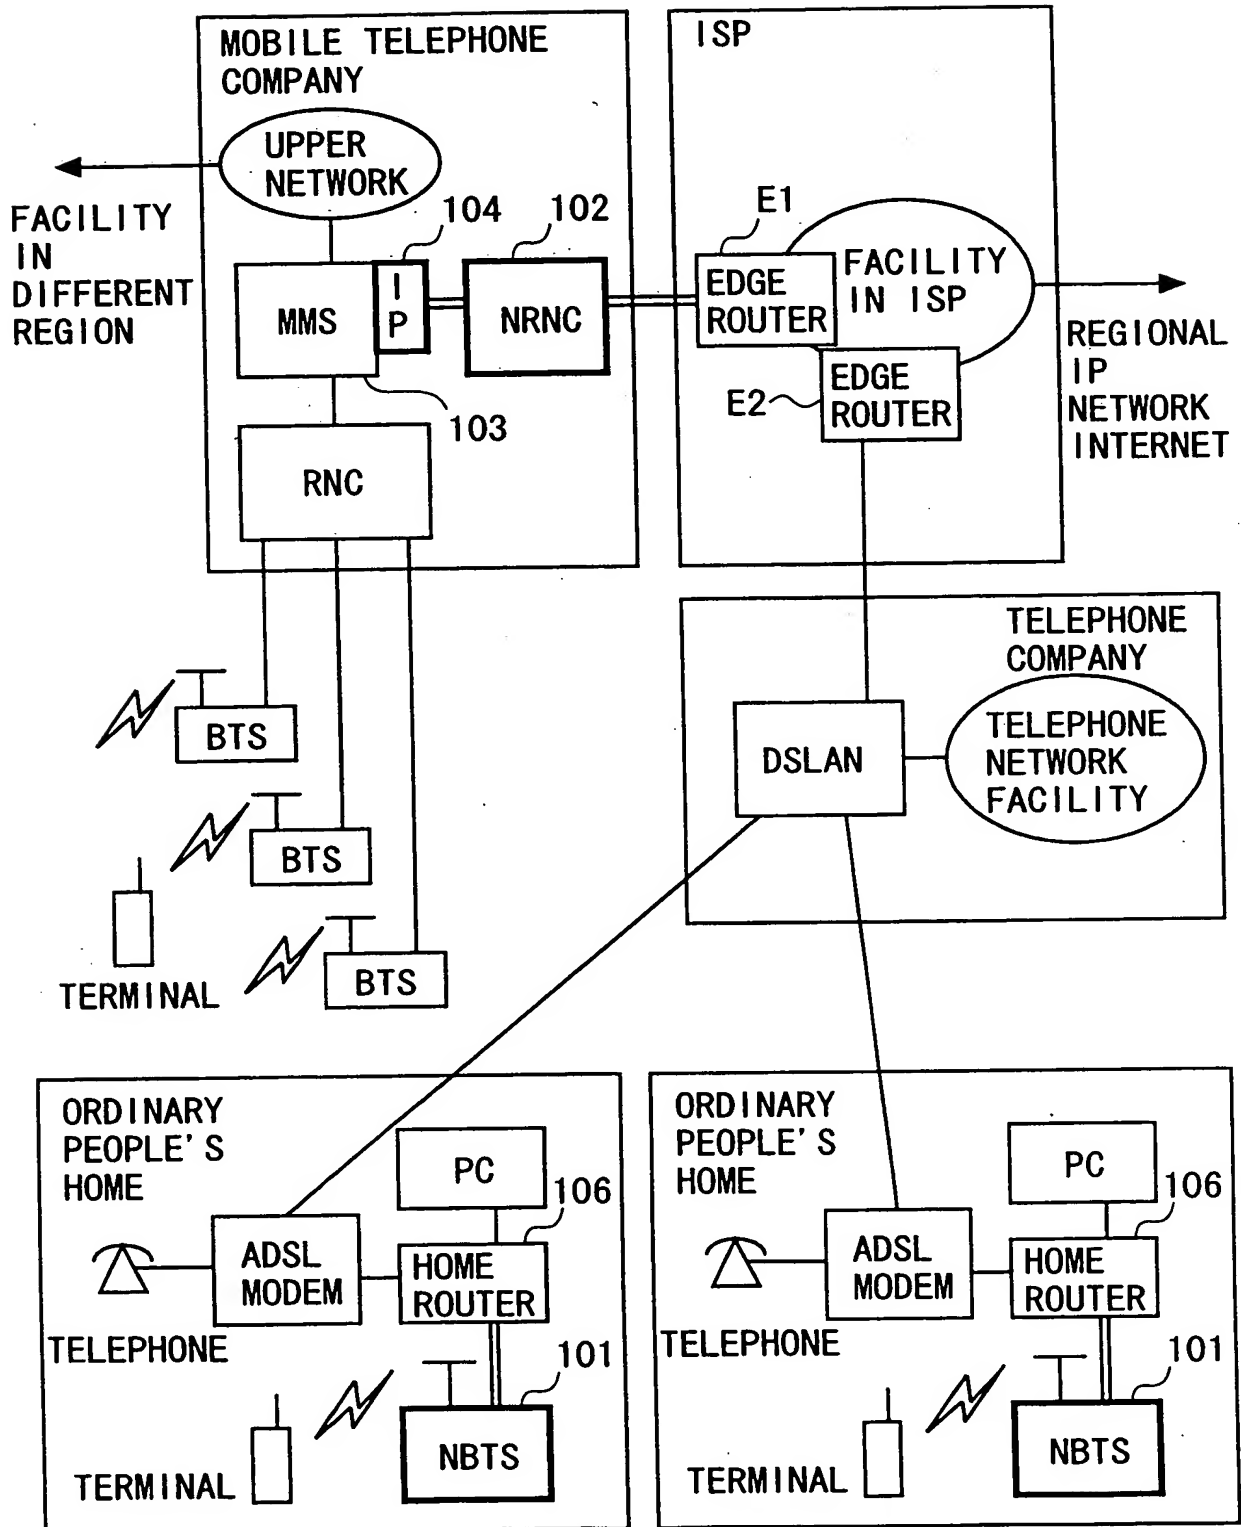 MOBILE TELEPHONE
COMPANY
UPPER
NETWORK
FACILITY
IN
DIFFERENT
REGION
104
102
MMS
IP
NRNC
103
RNC
ISP
E1
EDGE
ROUTER
FACILITY
IN ISP
E2
EDGE
ROUTER
REGIONAL
IP
NETWORK
INTERNET
BTS
BTS
BTS
TERMINAL
TELEPHONE
COMPANY
DSLAN
TELEPHONE
NETWORK
FACILITY
ORDINARY
PEOPLE'S
HOME
PC
106
ADSL
MODEM
HOME
ROUTER
TELEPHONE
101
NBTS
TERMINAL
ORDINARY
PEOPLE'S
HOME
PC
106
ADSL
MODEM
HOME
ROUTER
TELEPHONE
101
NBTS
TERMINAL